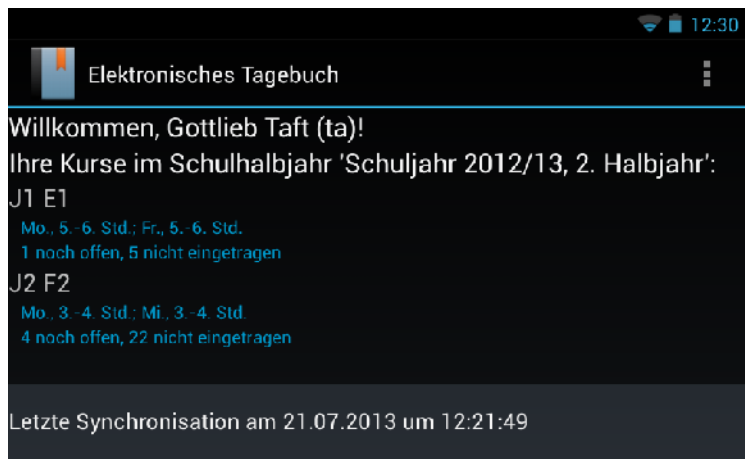 12:30
Elektronisches Tagebuch
Willkommen, Gottlieb Taft (ta)!
Ihre Kurse im Schulhalbjahr 'Schuljahr 2012/13, 2. Halbjahr':
J1 E1
Mo., 5.-6. Std.; Fr., 5.-6. Std.
1 noch offen, 5 nicht eingetragen
J2 F2
Mo., 3.-4. Std.; Mi., 3.-4. Std.
4 noch offen, 22 nicht eingetragen
Letzte Synchronisation am 21.07.2013 um 12:21:49